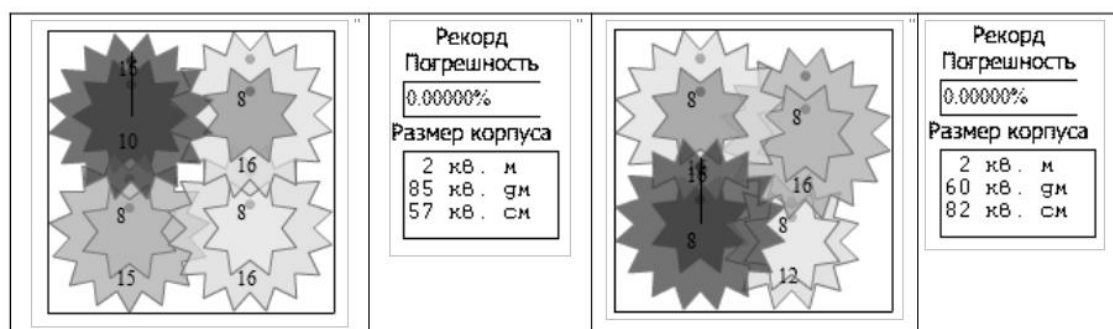 16
8
10
16
8
8
15
16
Рекорд
Погрешность
0.00000%
Размер корпуса
2 кв. м
85 кв. дм
57 кв. см
8
8
16
16
8
8
12
Рекорд
Погрешность
0.00000%
Размер корпуса
2 кв. м
60 кв. дм
82 кв. см